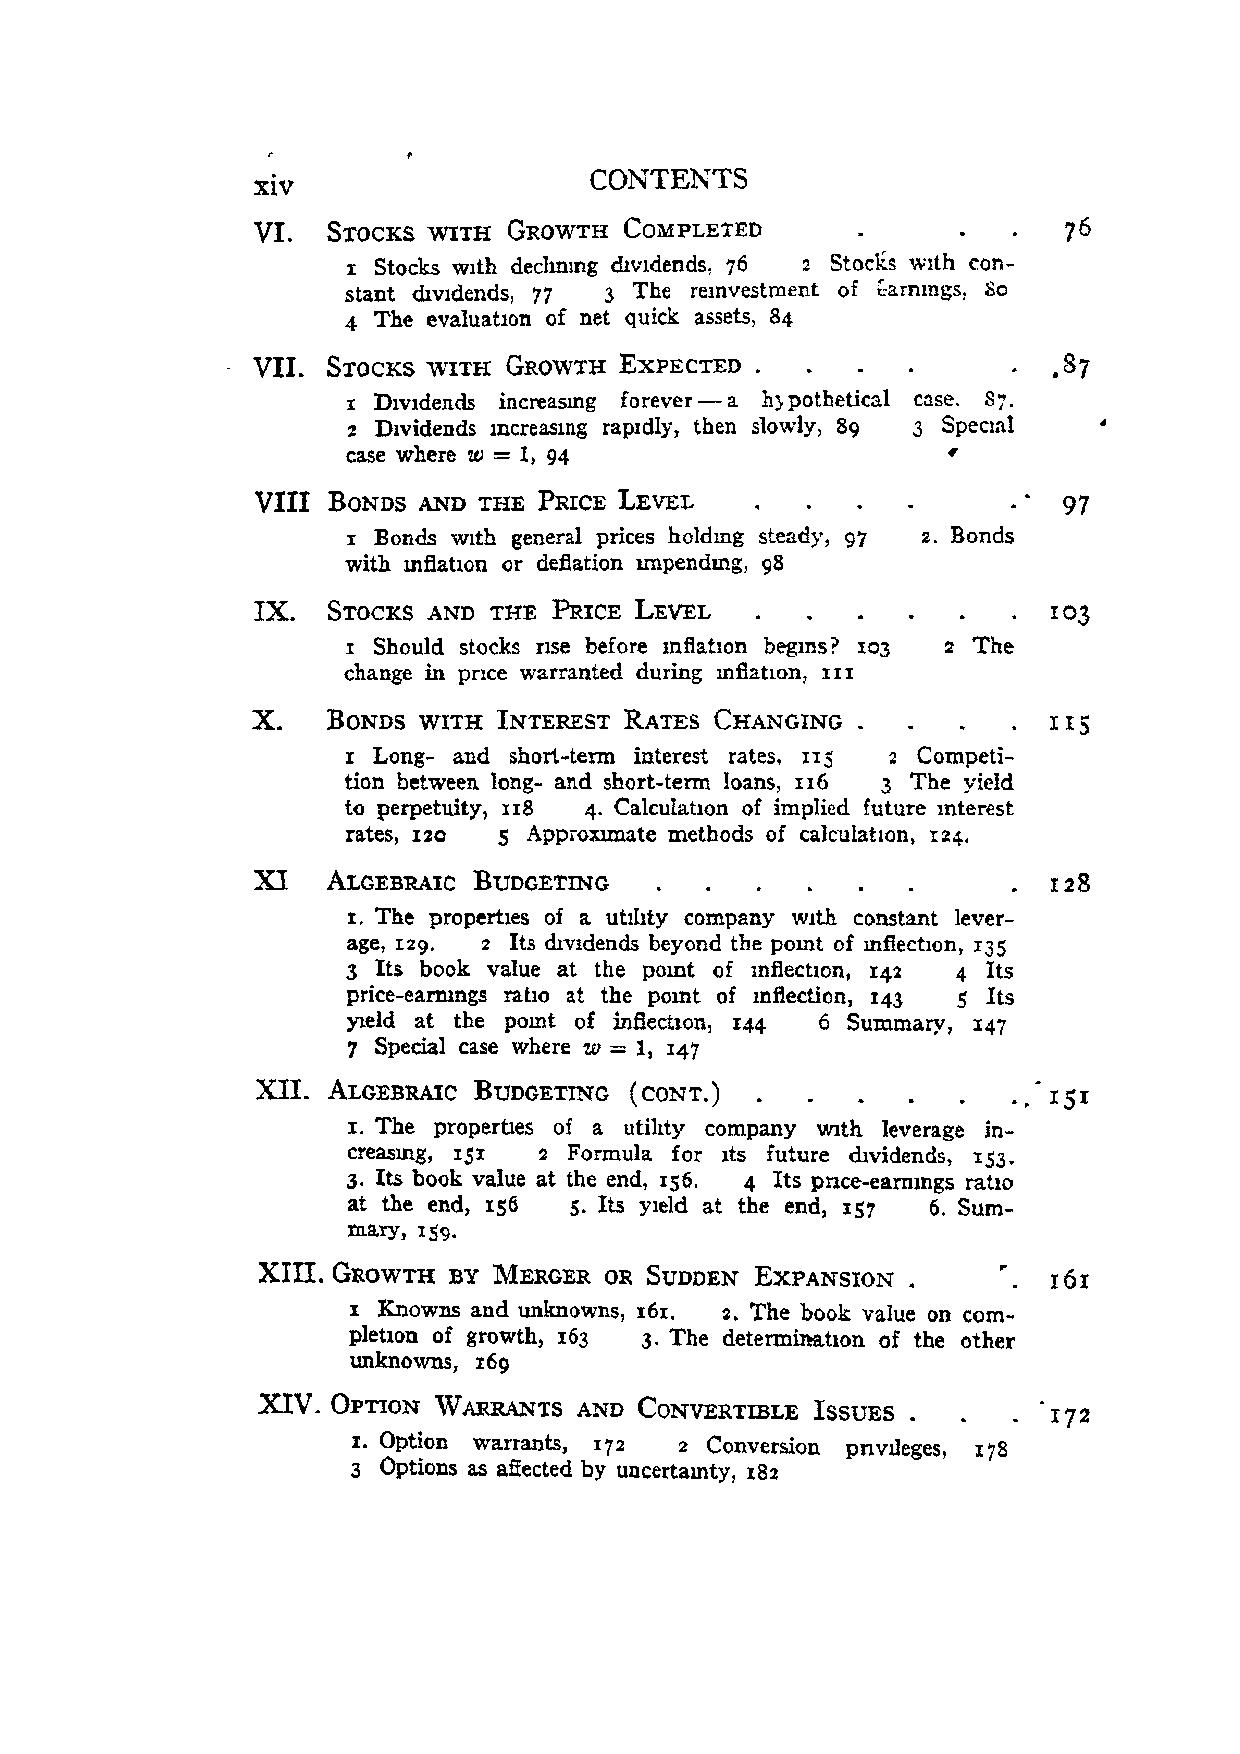 xiv CONTENTS
VI. STOCKS WITH GROWTH COMPLETED . . . 76
1 Stocks with declining dividends, 76 2 Stocks with con-
stant dividends, 77 3 The reinvestment of earnings, 80
4 The evaluation of net quick assets, 84
VII. STOCKS WITH GROWTH EXPECTED . . . . . .87
1 Dividends increasing forever — a hypothetical case. 87.
2 Dividends increasing rapidly, then slowly, 89 3 Special
case where w = 1, 94
VIII BONDS AND THE PRICE LEVEL . . . . . 97
1 Bonds with general prices holding steady, 97 2. Bonds
with inflation or deflation impending, 98
IX. STOCKS AND THE PRICE LEVEL . . . . . . 103
1 Should stocks rise before inflation begins? 103 2 The
change in price warranted during inflation, 111
X. BONDS WITH INTEREST RATES CHANGING . . . . 115
1 Long- and short-term interest rates, 115 2 Competi-
tion between long- and short-term loans, 116 3 The yield
to perpetuity, 118 4. Calculation of implied future interest
rates, 120 5 Approximate methods of calculation, 124.
XI ALGEBRAIC BUDGETING . . . . . . . 128
1. The properties of a utility company with constant lever-
age, 129. 2 Its dividends beyond the point of inflection, 135
3 Its book value at the point of inflection, 142 4 Its
price-earnings ratio at the point of inflection, 143 5 Its
yield at the point of inflection, 144 6 Summary, 147
7 Special case where w = 1, 147
XII. ALGEBRAIC BUDGETING (CONT.) . . . . . . 151
1. The properties of a utility company with leverage in-
creasing, 151 2 Formula for its future dividends, 153.
3. Its book value at the end, 156. 4 Its price-earnings ratio
at the end, 156 5. Its yield at the end, 157 6. Sum-
mary, 159.
XIII. GROWTH BY MERGER OR SUDDEN EXPANSION . . 161
1 Knowns and unknowns, 161. 2. The book value on com-
pletion of growth, 163 3. The determination of the other
unknowns, 169
XIV. OPTION WARRANTS AND CONVERTIBLE ISSUES . . . 172
1. Option warrants, 172 2 Conversion privileges, 178
3 Options as affected by uncertainty, 182